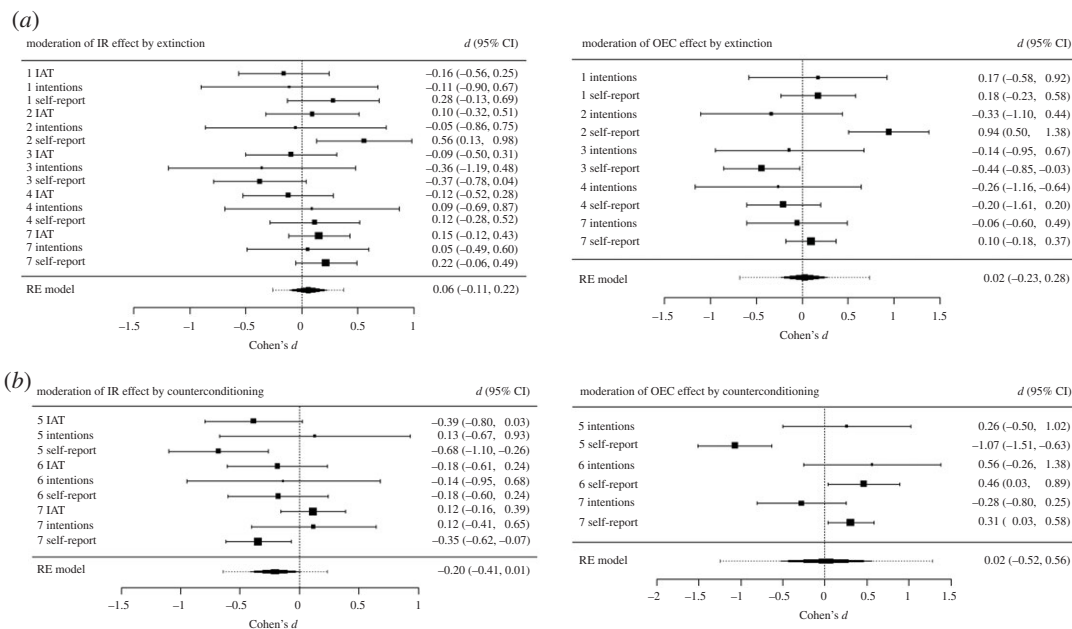 (a)
moderation of IR effect by extinction d (95% CI)
1 IAT –0.16 (–0.56, 0.25)
1 intentions –0.11 (–0.90, 0.67)
1 self-report 0.28 (–0.13, 0.69)
2 IAT 0.10 (–0.32, 0.51)
2 intentions –0.05 (–0.86, 0.75)
2 self-report 0.56 (0.13, 0.98)
3 IAT –0.09 (–0.50, 0.31)
3 intentions –0.36 (–1.19, 0.48)
3 self-report –0.37 (–0.78, 0.04)
4 IAT –0.12 (–0.52, 0.28)
4 intentions 0.09 (–0.69, 0.87)
4 self-report 0.12 (–0.28, 0.52)
7 IAT 0.15 (–0.12, 0.43)
7 intentions 0.05 (–0.49, 0.60)
7 self-report 0.22 (–0.06, 0.49)
RE model 0.06 (–0.11, 0.22)
–1.5 –1 –0.5 0 0.5 1
Cohen's d
moderation of OEC effect by extinction d (95% CI)
1 intentions 0.17 (–0.58, 0.92)
1 self-report 0.18 (–0.23, 0.58)
2 intentions –0.33 (–1.10, 0.44)
2 self-report 0.94 (0.50, 1.38)
3 intentions –0.14 (–0.95, 0.67)
3 self-report –0.44 (–0.85, –0.03)
4 intentions –0.26 (–1.16, –0.64)
4 self-report –0.20 (–1.61, 0.20)
7 intentions –0.06 (–0.60, 0.49)
7 self-report 0.10 (–0.18, 0.37)
RE model 0.02 (–0.23, 0.28)
–1.5 –1 –0.5 0 0.5 1 1.5
Cohen's d
(b)
moderation of IR effect by counterconditioning d (95% CI)
5 IAT –0.39 (–0.80, 0.03)
5 intentions 0.13 (–0.67, 0.93)
5 self-report –0.68 (–1.10, –0.26)
6 IAT –0.18 (–0.61, 0.24)
6 intentions –0.14 (–0.95, 0.68)
6 self-report –0.18 (–0.60, 0.24)
7 IAT 0.12 (–0.16, 0.39)
7 intentions 0.12 (–0.41, 0.65)
7 self-report –0.35 (–0.62, –0.07)
RE model –0.20 (–0.41, 0.01)
–1.5 –1 –0.5 0 0.5 1
Cohen's d
moderation of OEC effect by counterconditioning d (95% CI)
5 intentions 0.26 (–0.50, 1.02)
5 self-report –1.07 (–1.51, –0.63)
6 intentions 0.56 (–0.26, 1.38)
6 self-report 0.46 (0.03, 0.89)
7 intentions –0.28 (–0.80, 0.25)
7 self-report 0.31 ( 0.03, 0.58)
RE model 0.02 (–0.52, 0.56)
–2 –1.5 –1 –0.5 0 0.5 1 1.5
Cohen's d